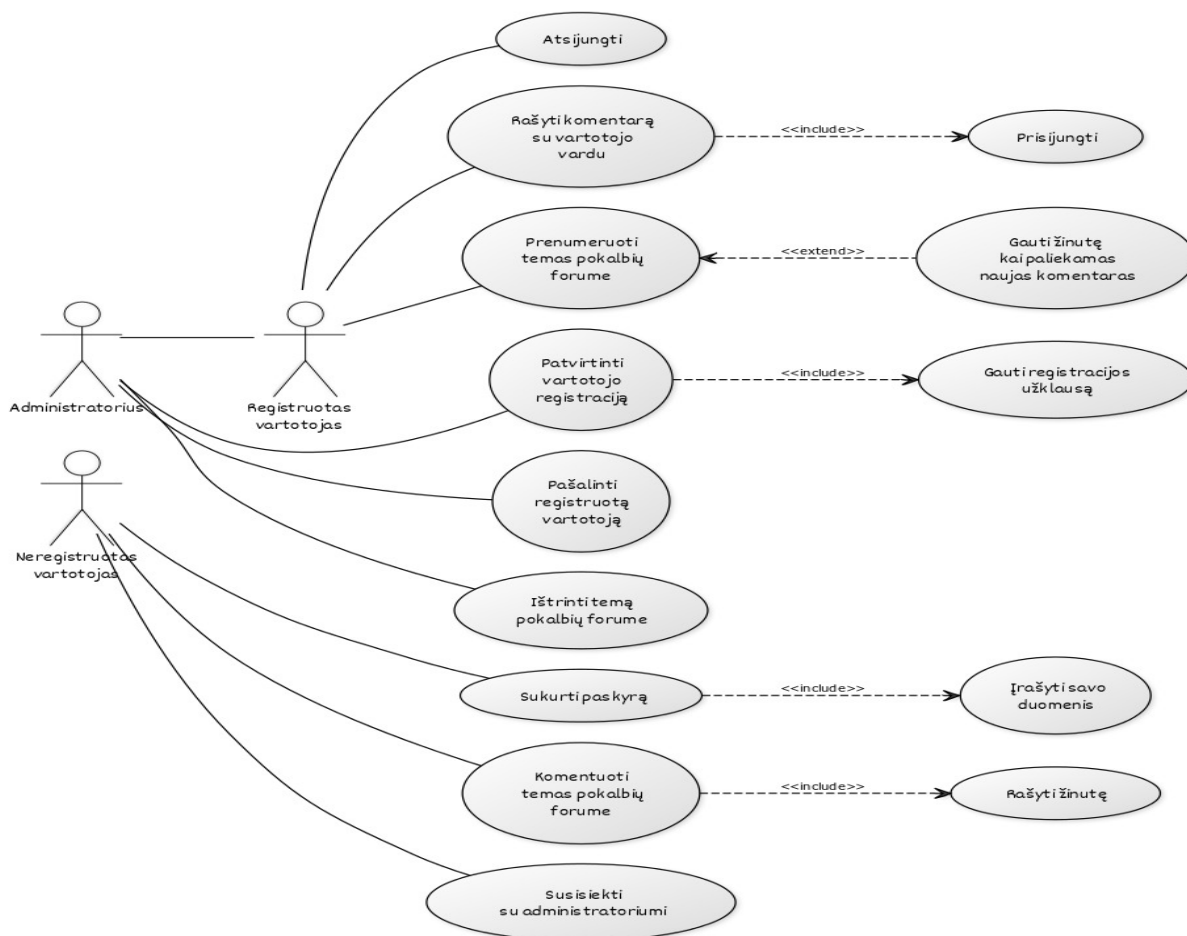 Atsijungti
Rašyti komentarą
su vartotojo
vardu
<<include>>
Prisijungti
Prenumeruoti
temas pokalbių
forume
<<extend>>
Gauti žinutę
kai paliekamas
naujas komentaras
Administratorius
Registruotas
vartotojas
Patvirtinti
vartotojo
registraciją
<<include>>
Gauti registracijos
užklausą
Pašalinti
registruotą
vartotoją
Neregistruotas
vartotojas
Ištrinti temą
pokalbių forume
Sukurti paskyrą
<<include>>
Įrašyti savo
duomenis
Komentuoti
temas pokalbių
forume
<<include>>
Rašyti žinutę
Susisiekti
su administratoriumi